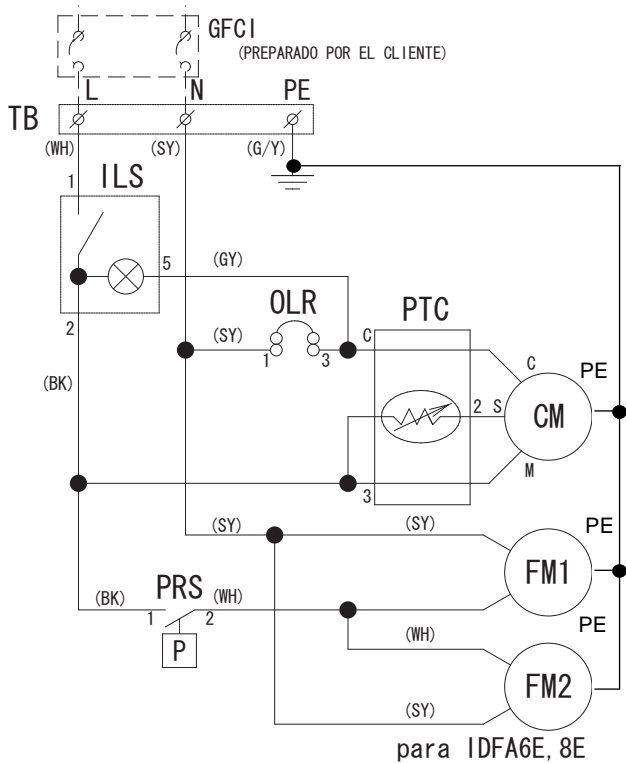 GFCI
(PREPARADO POR EL CLIENTE)
L N PE
TB
(WH) (SY) (G/Y)
1 ILS
5 (GY)
2
OLR PTC
(SY) 1 3 C
C PE
(BK)
2 S CM
M
3
(SY) (SY) PE
FM1
PRS
(BK) 1 2 (WH)
P
PE
(WH)
FM2
(SY)
para IDFA6E, 8E